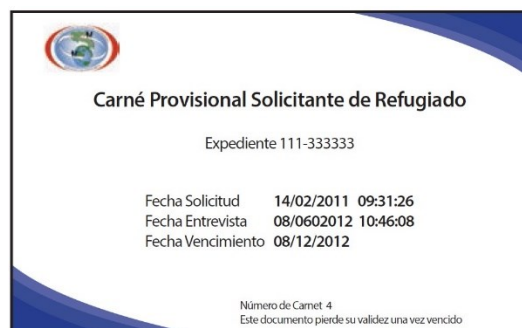 Carné Provisional Solicitante de Refugiado
Expediente 111-333333
Fecha Solicitud 14/02/2011 09:31:26
Fecha Entrevista 08/0602012 10:46:08
Fecha Vencimiento 08/12/2012
Número de Carnet 4
Este documento pierde su validez una vez vencido